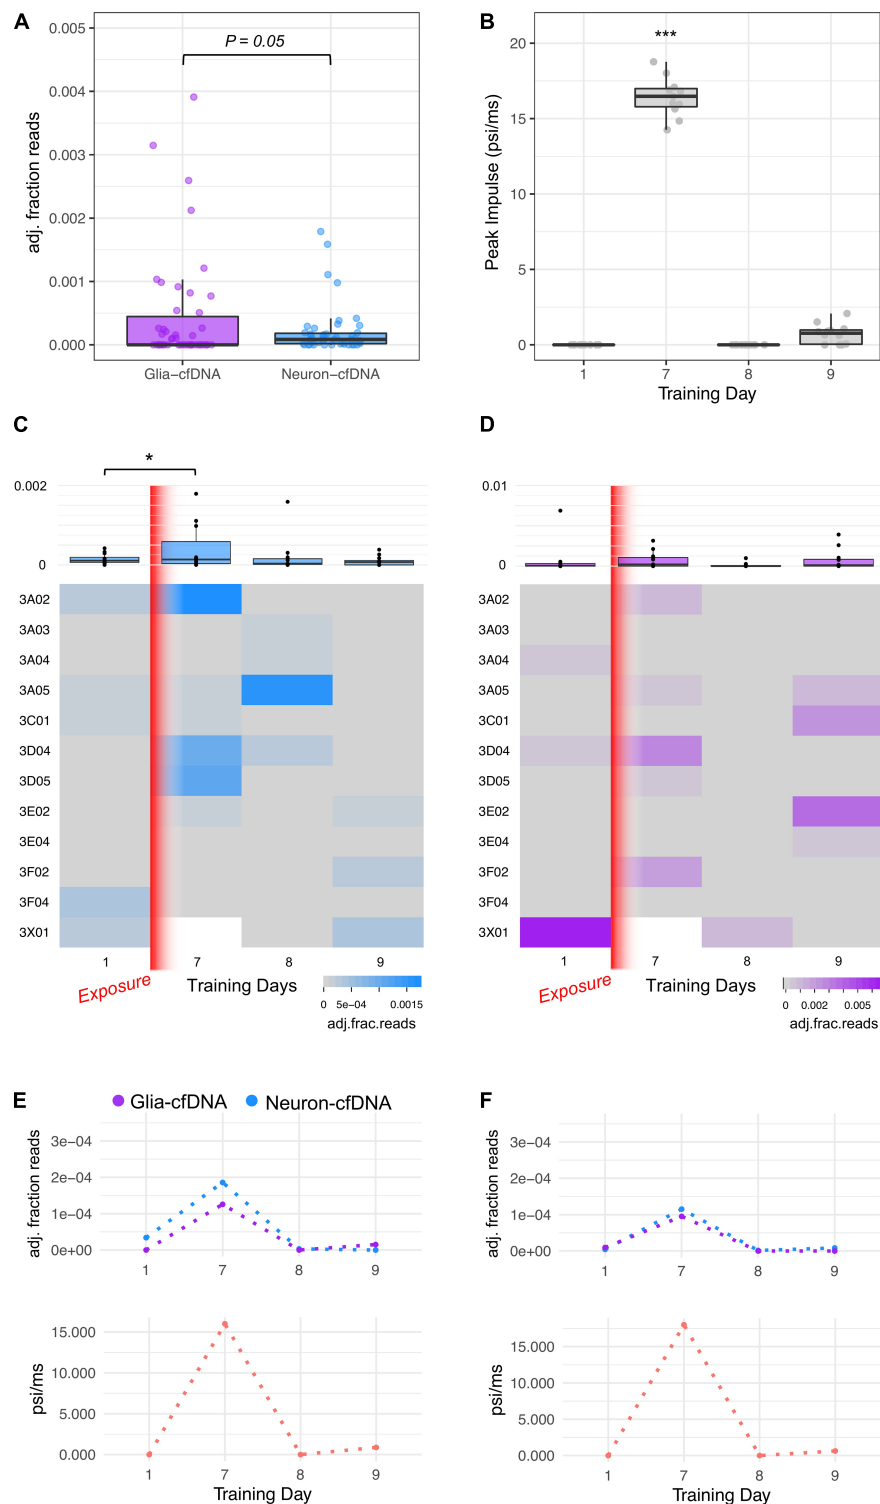 A
0.005
0.004
0.003
0.002
0.001
0.000
adj. fraction reads
P = 0.05
Glia−cfDNA
Neuron−cfDNA
B
20
15
10
5
0
Peak Impulse (psi/ms)
***
1
7
8
9
Training Day
C
*
0.002
0
3A02
3A03
3A04
3A05
3C01
3D04
3D05
3E02
3E04
3F02
3F04
3X01
1
7
8
9
Exposure
Training Days
0 5e−04 0.0015
adj.frac.reads
D
0.01
0
3A02
3A03
3A04
3A05
3C01
3D04
3D05
3E02
3E04
3F02
3F04
3X01
1
7
8
9
Exposure
Training Days
0 0.002 0.005
adj.frac.reads
E
Glia-cfDNA
Neuron-cfDNA
3e−04
2e−04
1e−04
0e+00
adj. fraction reads
1
7
8
9
15.000
10.000
5.000
0.000
psi/ms
1
7
8
9
Training Day
F
3e−04
2e−04
1e−04
0e+00
adj. fraction reads
1
7
8
9
15.000
10.000
5.000
0.000
psi/ms
1
7
8
9
Training Day